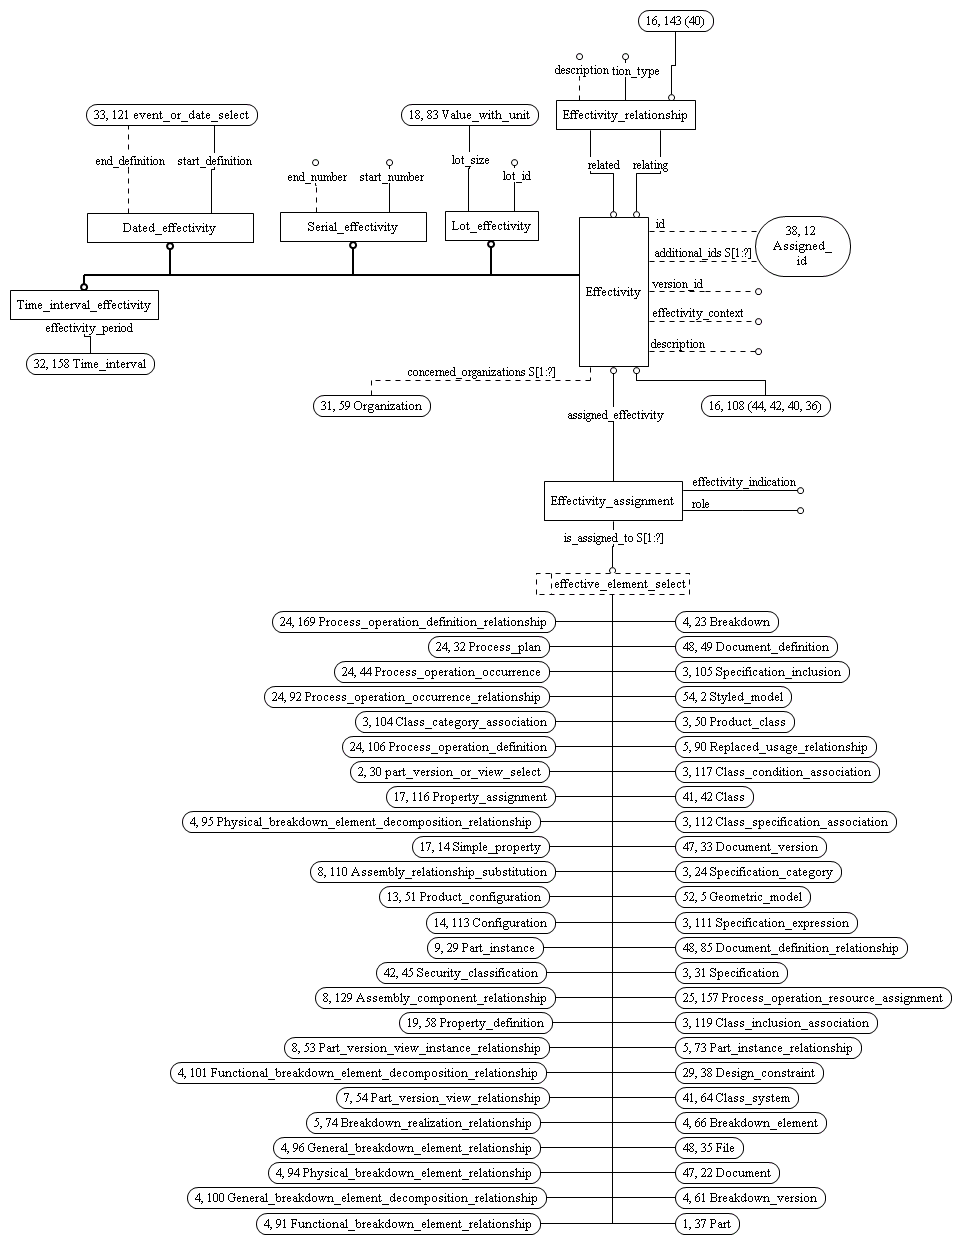 16, 143 (40)
description
tion_type
33, 121 event_or_date_select
18, 83 Value_with_unit
Effectivity_relationship
end_definition
start_definition
lot_size
related
relating
end_number
start_number
lot_id
Dated_effectivity
Serial_effectivity
Lot_effectivity
id
38, 12
Assigned_
id
additional_ids S[1:?]
Effectivity
version_id
Time_interval_effectivity
effectivity_context
effectivity_period
description
32, 158 Time_interval
concerned_organizations S[1:?]
31, 59 Organization
16, 108 (44, 42, 40, 36)
assigned_effectivity
effectivity_indication
Effectivity_assignment
role
is_assigned_to S[1:?]
effective_element_select
24, 169 Process_operation_definition_relationship
4, 23 Breakdown
24, 32 Process_plan
48, 49 Document_definition
24, 44 Process_operation_occurrence
3, 105 Specification_inclusion
24, 92 Process_operation_occurrence_relationship
54, 2 Styled_model
3, 104 Class_category_association
3, 50 Product_class
24, 106 Process_operation_definition
5, 90 Replaced_usage_relationship
2, 30 part_version_or_view_select
3, 117 Class_condition_association
17, 116 Property_assignment
41, 42 Class
4, 95 Physical_breakdown_element_decomposition_relationship
3, 112 Class_specification_association
17, 14 Simple_property
47, 33 Document_version
8, 110 Assembly_relationship_substitution
3, 24 Specification_category
13, 51 Product_configuration
52, 5 Geometric_model
14, 113 Configuration
3, 111 Specification_expression
9, 29 Part_instance
48, 85 Document_definition_relationship
42, 45 Security_classification
3, 31 Specification
8, 129 Assembly_component_relationship
25, 157 Process_operation_resource_assignment
19, 58 Property_definition
3, 119 Class_inclusion_association
8, 53 Part_version_view_instance_relationship
5, 73 Part_instance_relationship
4, 101 Functional_breakdown_element_decomposition_relationship
29, 38 Design_constraint
7, 54 Part_version_view_relationship
41, 64 Class_system
5, 74 Breakdown_realization_relationship
4, 66 Breakdown_element
4, 96 General_breakdown_element_relationship
48, 35 File
4, 94 Physical_breakdown_element_relationship
47, 22 Document
4, 100 General_breakdown_element_decomposition_relationship
4, 61 Breakdown_version
4, 91 Functional_breakdown_element_relationship
1, 37 Part